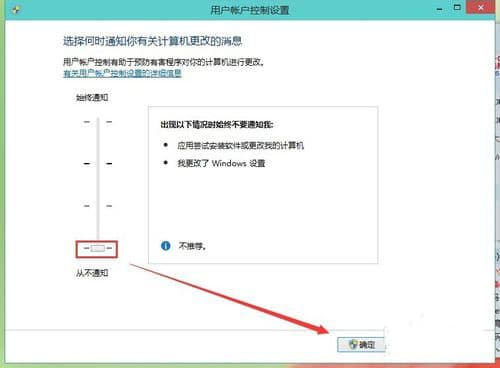 用户帐户控制设置
选择何时通知你有关计算机更改的消息
用户帐户控制有助于预防有害程序对你的计算机进行更改。
有关用户帐户控制设置的详细信息
始终通知
出现以下情况时始终不要通知我:
应用尝试安装软件或更改我的计算机
我更改了 Windows 设置
不推荐。
从不通知
确定